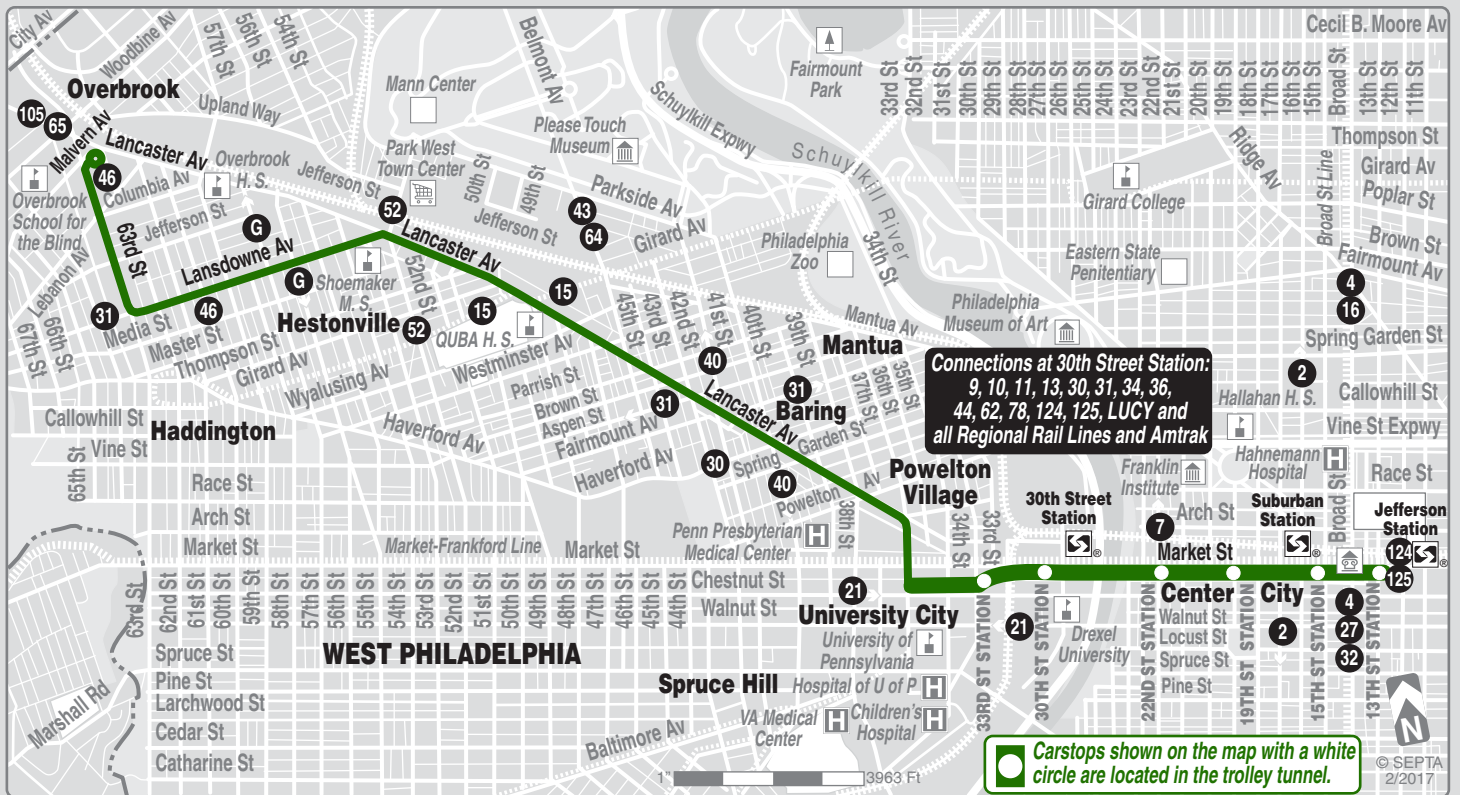 City Av
Woodbine Av
57th St
56th St
54th St
Belmont Av
Cecil B. Moore Av
Overbrook
Upland Way
Mann Center
Fairmount
Park
33rd St
32nd St
31st St
30th St
29th St
28th St
27th St
26th St
25th St
24th St
23rd St
22nd St
21st St
20th St
19th St
18th St
17th St
16th St
15th St
Broad St
13th St
12th St
11th St
105
65
Malvern Av
46
Lancaster Av
Please Touch
Museum
Schuylkill Expwy
Schuylkill River
Thompson St
Ridge Av
Girard Av
Poplar St
Overbrook
School for
the Blind
Columbia Av
Overbrook
H. S.
Jefferson St
Jefferson St
Park West
Town Center
50th St
49th St
Jefferson St
Parkside Av
43
64
Girard Av
34th St
Girard College
Broad St Line
Brown St
Fairmount Av
63rd St
G
Lansdowne Av
52
Lancaster Av
Philadelphia
Zoo
Eastern State
Penitentiary
4
16
Lebanon Av
G
Shoemaker
M. S.
52nd St
15
15
Philadelphia
Museum of Art
Spring Garden St
67th St
66th St
31
Media St
46
Master St
Thompson St
Girard Av
Hestonville
52
QUBA H. S.
Westminster Av
45th St
43rd St
42nd St
41st St
40th St
39th St
Mantua Av
Mantua
Wyalusing Av
Parrish St
Brown St
Aspen St
Fairmount Av
40
31
Lancaster Av
31
Baring
37th St
36th St
35th St
Connections at 30th Street Station:
9, 10, 11, 13, 30, 31, 34, 36,
44, 62, 78, 124, 125, LUCY and
all Regional Rail Lines and Amtrak
2
Hallahan H. S.
Callowhill St
Callowhill St
Haddington
Vine St
65th St
Haverford Av
Haverford Av
30
Spring
Garden St
40
Powelton Av
Powelton
Village
Vine St Expwy
Hahnemann
Hospital
H
Race St
Franklin
Institute
Race St
Arch St
Market St
Market-Frankford Line
Market St
Penn Presbyterian
Medical Center
H
38th St
34th St
33rd St
30th Street
Station
®
7
Arch St
Market St
Suburban
Station
®
Broad St
Jefferson
Station
®
124
125
63rd St
62nd St
61st St
60th St
59th St
58th St
57th St
56th St
55th St
54th St
53rd St
52nd St
51st St
50th St
49th St
48th St
47th St
46th St
45th St
44th St
Chestnut St
Walnut St
21
University City
21
Drexel
University
Center City
Walnut St
Locust St
Spruce St
Pine St
2
4
27
32
33RD ST STATION
30TH ST STATION
22ND ST STATION
19TH ST STATION
15TH ST STATION
13TH ST STATION
Spruce St
Pine St
Larchwood St
Cedar St
Catharine St
WEST PHILADELPHIA
University of
Pennsylvania
Spruce Hill
Hospital of U of P
H
VA Medical
Center
H
Children's
Hospital
H
Marshall Rd
Baltimore Av
1"
3963 Ft
Carstops shown on the map with a white
circle are located in the trolley tunnel.
N
© SEPTA
2/2017